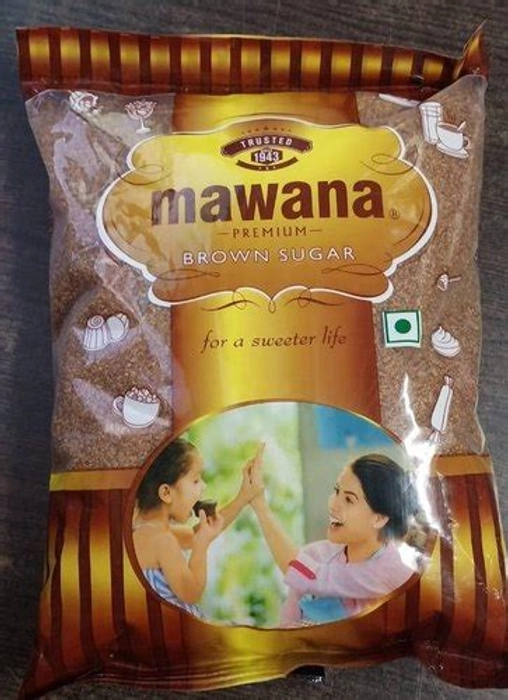 TRUSTED
1943
mawana®
PREMIUM
BROWN SUGAR
for a sweeter life